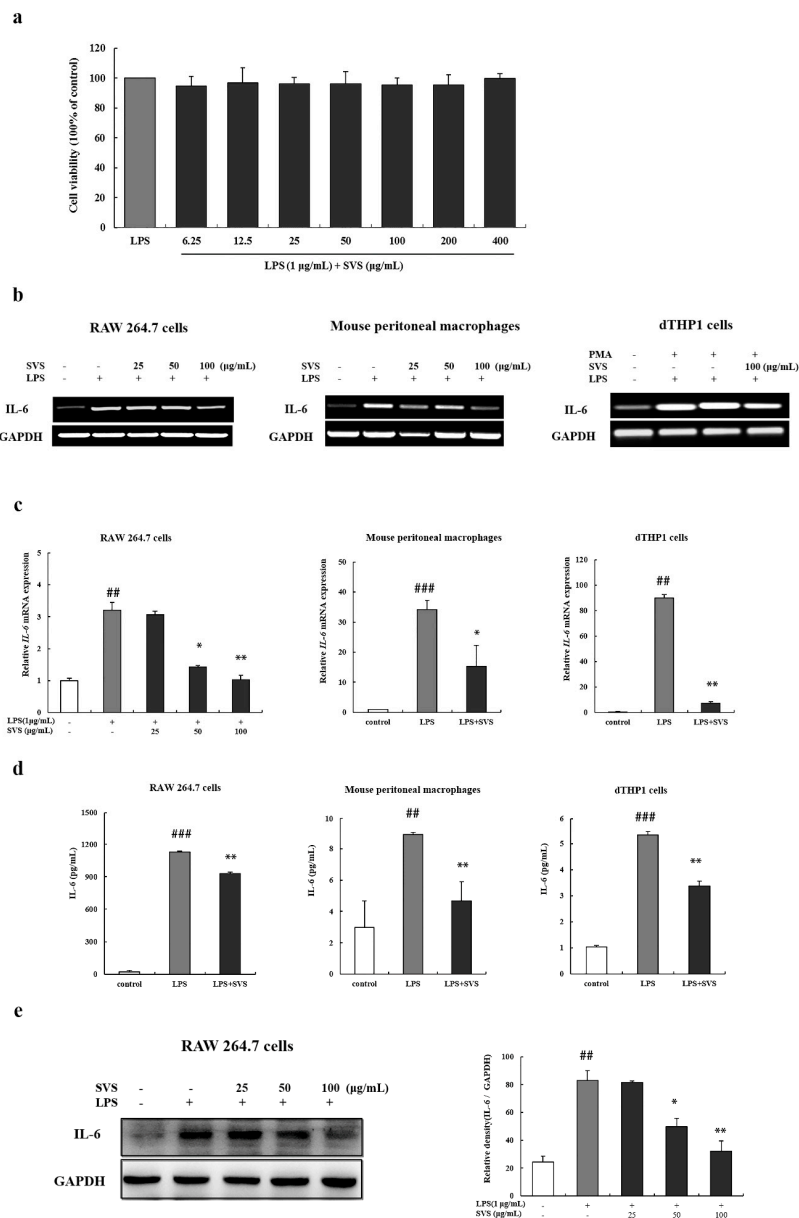 a
Cell viability (100% of control)
120
100
80
60
40
20
0
LPS 6.25 12.5 25 50 100 200 400
LPS (1 μg/mL) + SVS (μg/mL)
b
RAW 264.7 cells
SVS - - 25 50 100 (μg/mL)
LPS - + + + +
IL-6
GAPDH
Mouse peritoneal macrophages
SVS - - 25 50 100 (μg/mL)
LPS - + + + +
IL-6
GAPDH
dTHP1 cells
PMA - + + +
SVS - - - 100 (μg/mL)
LPS - + + +
IL-6
GAPDH
c
RAW 264.7 cells
Relative IL-6 mRNA expression
5
4
3
2
1
0
##
*
**
LPS(1μg/mL) - + + + +
SVS (μg/mL) - - 25 50 100
Mouse peritoneal macrophages
Relative IL-6 mRNA expression
50
40
30
20
10
0
###
*
control LPS LPS+SVS
dTHP1 cells
Relative IL-6 mRNA expression
120
100
80
60
40
20
0
##
**
control LPS LPS+SVS
d
RAW 264.7 cells
IL-6 (pg/mL)
1500
1200
900
600
300
0
###
**
control LPS LPS+SVS
Mouse peritoneal macrophages
IL-6 (pg/mL)
10
8
6
4
2
0
##
**
control LPS LPS+SVS
dTHP1 cells
IL-6 (pg/mL)
6
5
4
3
2
1
0
###
**
control LPS LPS+SVS
e
RAW 264.7 cells
SVS - - 25 50 100 (μg/mL)
LPS - + + + +
IL-6
GAPDH
Relative density(IL-6 / GAPDH)
100
80
60
40
20
0
##
*
**
LPS(1 μg/mL) - + + + +
SVS (μg/mL) - - 25 50 100